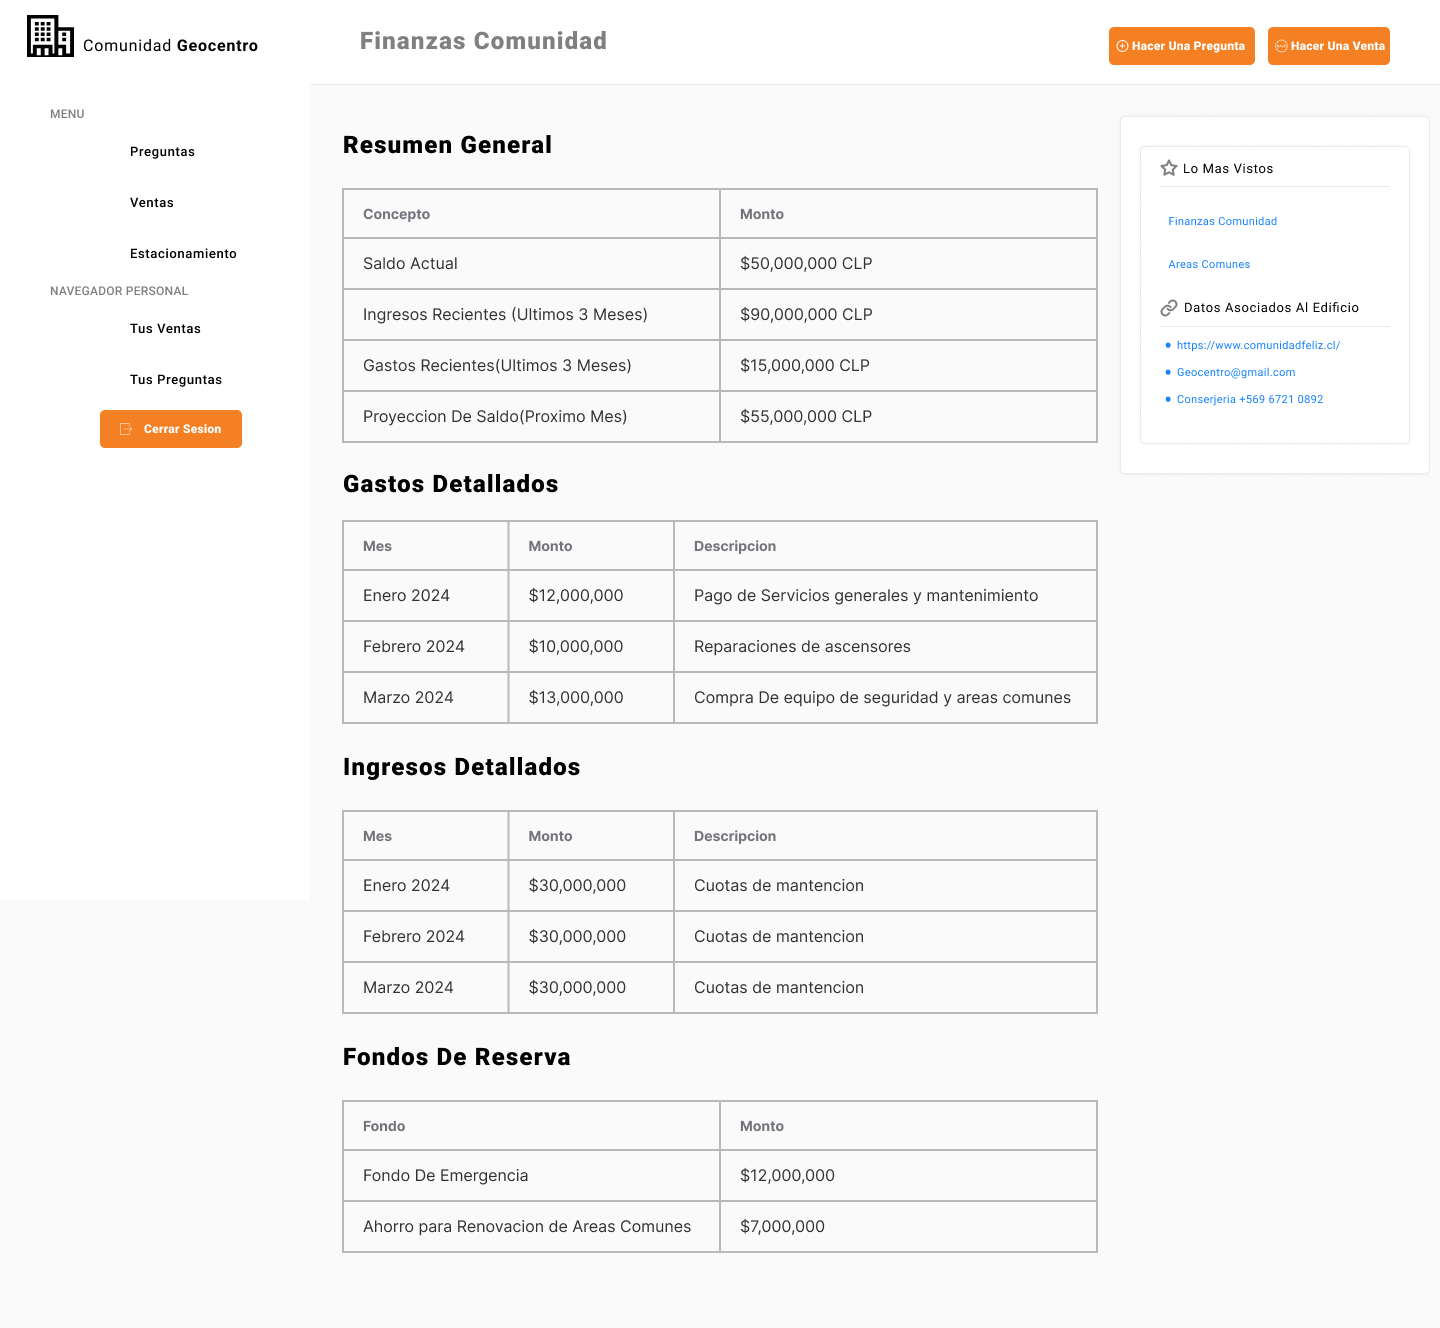 Comunidad Geocentro
Finanzas Comunidad
Hacer Una Pregunta
Hacer Una Venta
MENU
Preguntas
Ventas
Estacionamiento
NAVEGADOR PERSONAL
Tus Ventas
Tus Preguntas
Cerrar Sesion
Resumen General
Concepto Monto
Saldo Actual $50,000,000 CLP
Ingresos Recientes (Ultimos 3 Meses) $90,000,000 CLP
Gastos Recientes(Ultimos 3 Meses) $15,000,000 CLP
Proyeccion De Saldo(Proximo Mes) $55,000,000 CLP
Gastos Detallados
Mes Monto Descripcion
Enero 2024 $12,000,000 Pago de Servicios generales y mantenimiento
Febrero 2024 $10,000,000 Reparaciones de ascensores
Marzo 2024 $13,000,000 Compra De equipo de seguridad y areas comunes
Ingresos Detallados
Mes Monto Descripcion
Enero 2024 $30,000,000 Cuotas de mantencion
Febrero 2024 $30,000,000 Cuotas de mantencion
Marzo 2024 $30,000,000 Cuotas de mantencion
Fondos De Reserva
Fondo Monto
Fondo De Emergencia $12,000,000
Ahorro para Renovacion de Areas Comunes $7,000,000
Lo Mas Vistos
Finanzas Comunidad
Areas Comunes
Datos Asociados Al Edificio
https://www.comunidadfeliz.cl/
Geocentro@gmail.com
Conserjeria +569 6721 0892